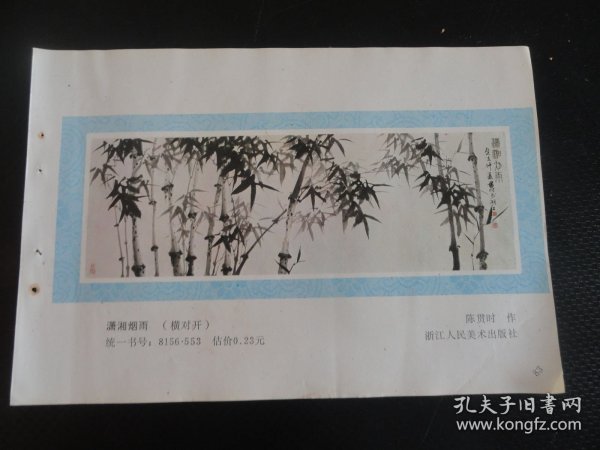 潇湘烟雨
潇湘烟雨 （横对开）
统一书号：8156·553 估价0.23元
陈贯时 作
浙江人民美术出版社
63
孔夫子旧书网
www.kongfz.com